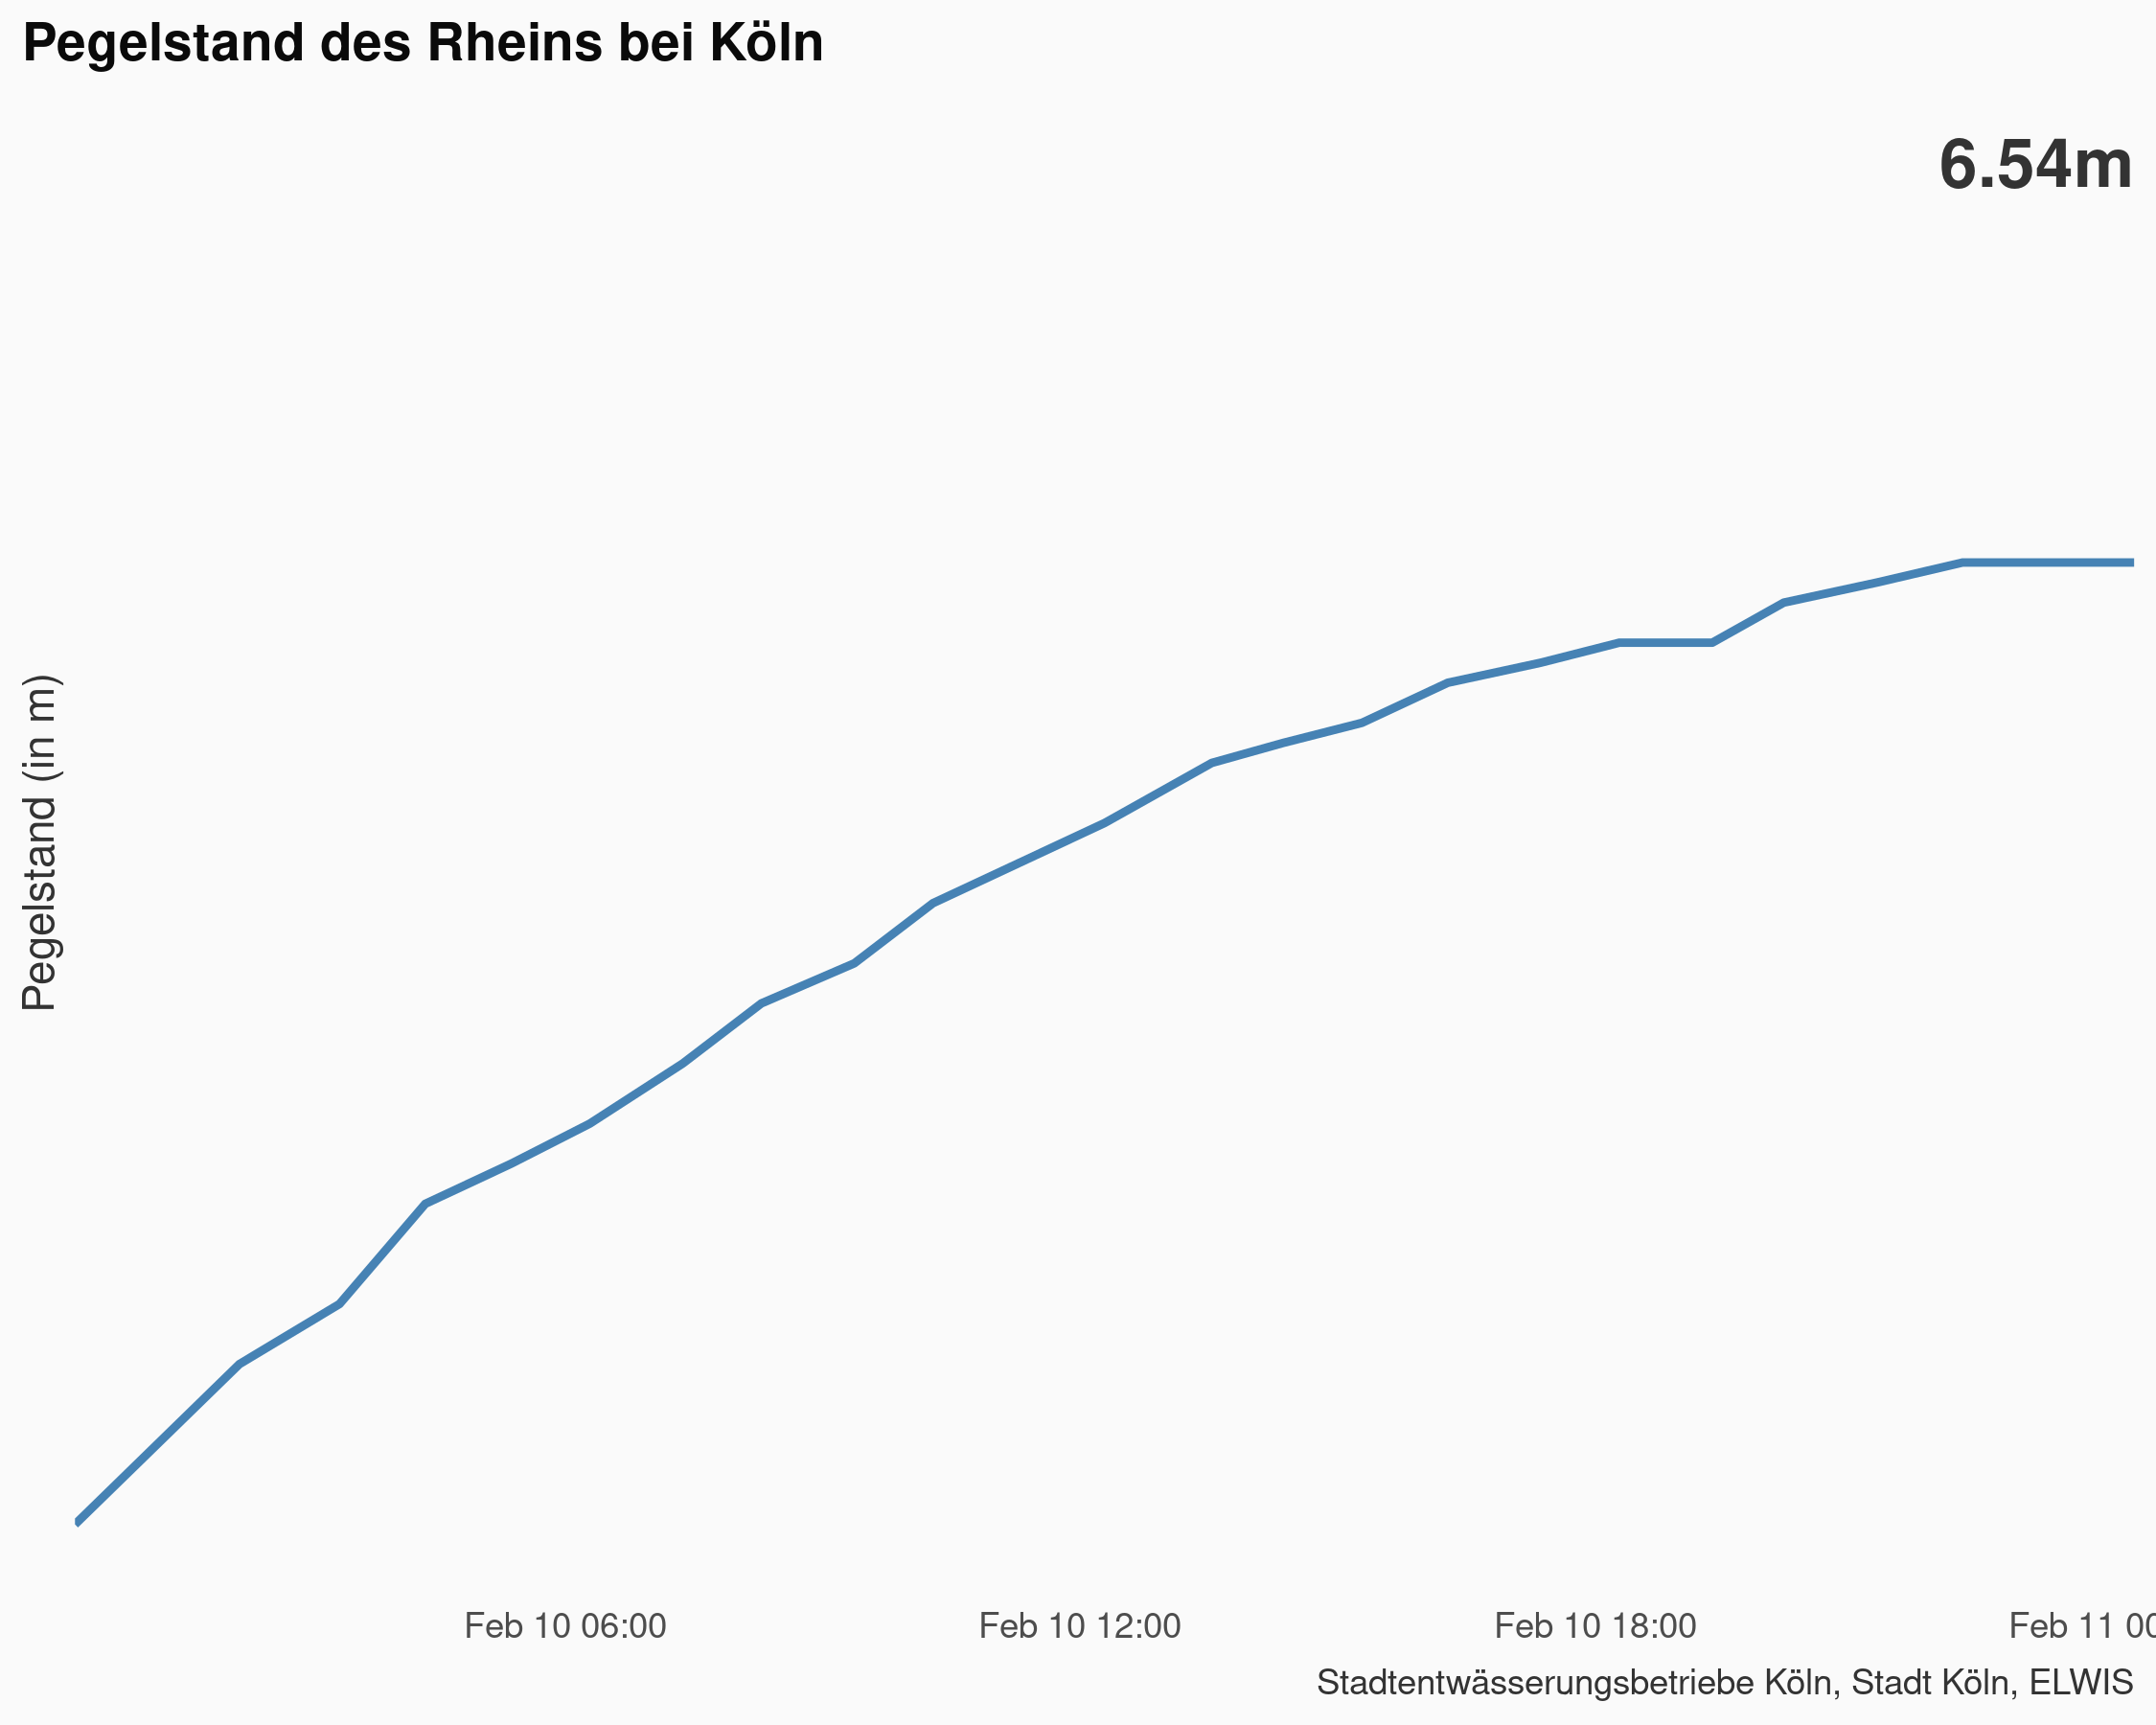 Pegelstand des Rheins bei Köln
6.54m
Pegelstand (in m)
Feb 10 06:00
Feb 10 12:00
Feb 10 18:00
Feb 11 00
Stadtentwässerungsbetriebe Köln, Stadt Köln, ELWIS